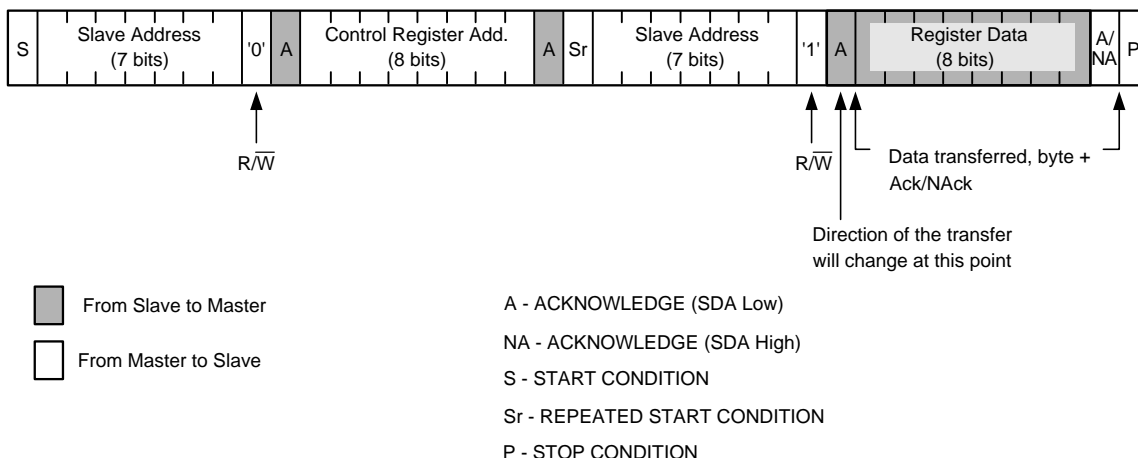 S Slave Address (7 bits) '0' A Control Register Add. (8 bits) A Sr Slave Address (7 bits) '1' A Register Data (8 bits) A/NA P
R/W̅
R/W̅
Data transferred, byte +
Ack/NAck
Direction of the transfer
will change at this point
From Slave to Master
From Master to Slave
A - ACKNOWLEDGE (SDA Low)
NA - ACKNOWLEDGE (SDA High)
S - START CONDITION
Sr - REPEATED START CONDITION
P - STOP CONDITION